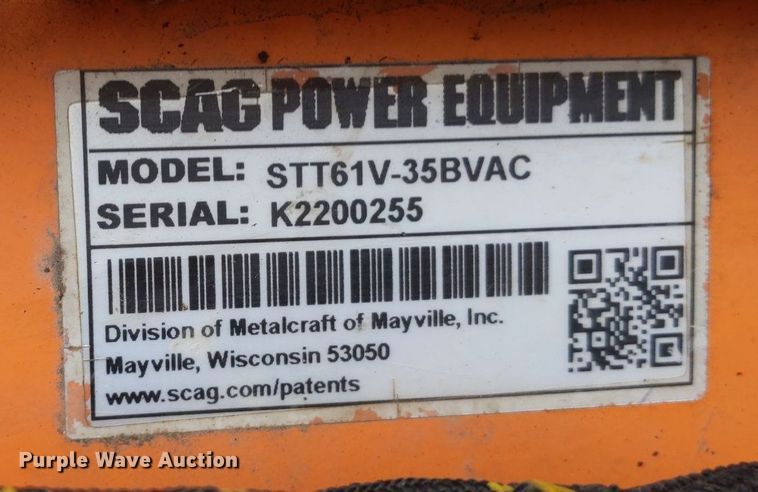 SCAG POWER EQUIPMENT
MODEL: STT61V-35BVAC
SERIAL: K2200255
Division of Metalcraft of Mayville, Inc.
Mayville, Wisconsin 53050
www.scag.com/patents
Purple Wave Auction